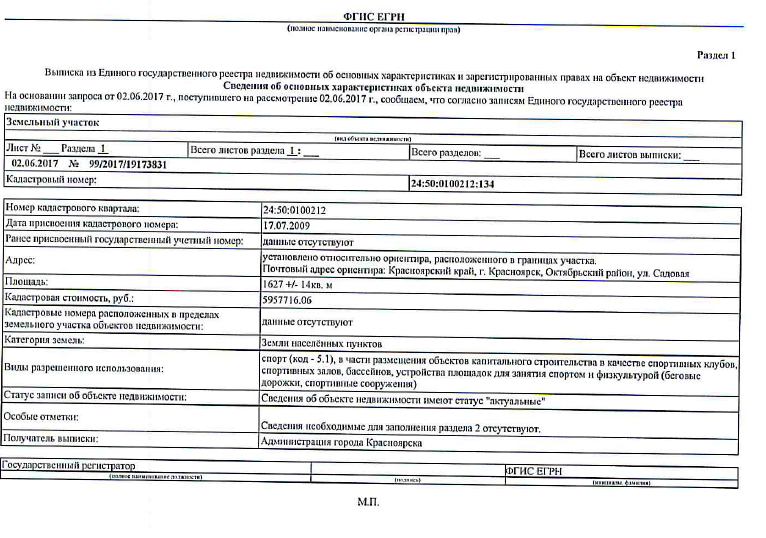 ФГИС ЕГРН
(полное наименование органа регистрации прав)
Раздел 1
Выписка из Единого государственного реестра недвижимости об основных характеристиках и зарегистрированных правах на объект недвижимости
Сведения об основных характеристиках объекта недвижимости
На основании запроса от 02.06.2017 г., поступившего на рассмотрение 02.06.2017 г., сообщаем, что согласно записям Единого государственного реестра
недвижимости:
Земельный участок
(вид объекта недвижимости)
Лист № ___ Раздела 1 Всего листов раздела 1 : ___ Всего разделов: ___ Всего листов выписки: ___
02.06.2017 № 99/2017/19173831
Кадастровый номер: 24:50:0100212:134
Номер кадастрового квартала: 24:50:0100212
Дата присвоения кадастрового номера: 17.07.2009
Ранее присвоенный государственный учетный номер: данные отсутствуют
Адрес: установлено относительно ориентира, расположенного в границах участка.
Почтовый адрес ориентира: Красноярский край, г. Красноярск, Октябрьский район, ул. Садовая
Площадь: 1627 +/- 14кв. м
Кадастровая стоимость, руб.: 5957716.06
Кадастровые номера расположенных в пределах
земельного участка объектов недвижимости: данные отсутствуют
Категория земель: Земли населённых пунктов
Виды разрешенного использования: спорт (код - 5.1), в части размещения объектов капитального строительства в качестве спортивных клубов,
спортивных залов, бассейнов, устройства площадок для занятия спортом и физкультурой (беговые
дорожки, спортивные сооружения)
Статус записи об объекте недвижимости: Сведения об объекте недвижимости имеют статус "актуальные"
Особые отметки: Сведения необходимые для заполнения раздела 2 отсутствуют.
Получатель выписки: Администрация города Красноярска
Государственный регистратор ФГИС ЕГРН
(полное наименование должности) (подпись) (инициалы, фамилия)
М.П.